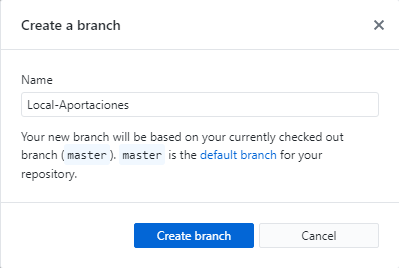 Create a branch
Name
Local-Aportaciones
Your new branch will be based on your currently checked out
branch (master). master is the default branch for your
repository.
Create branch
Cancel